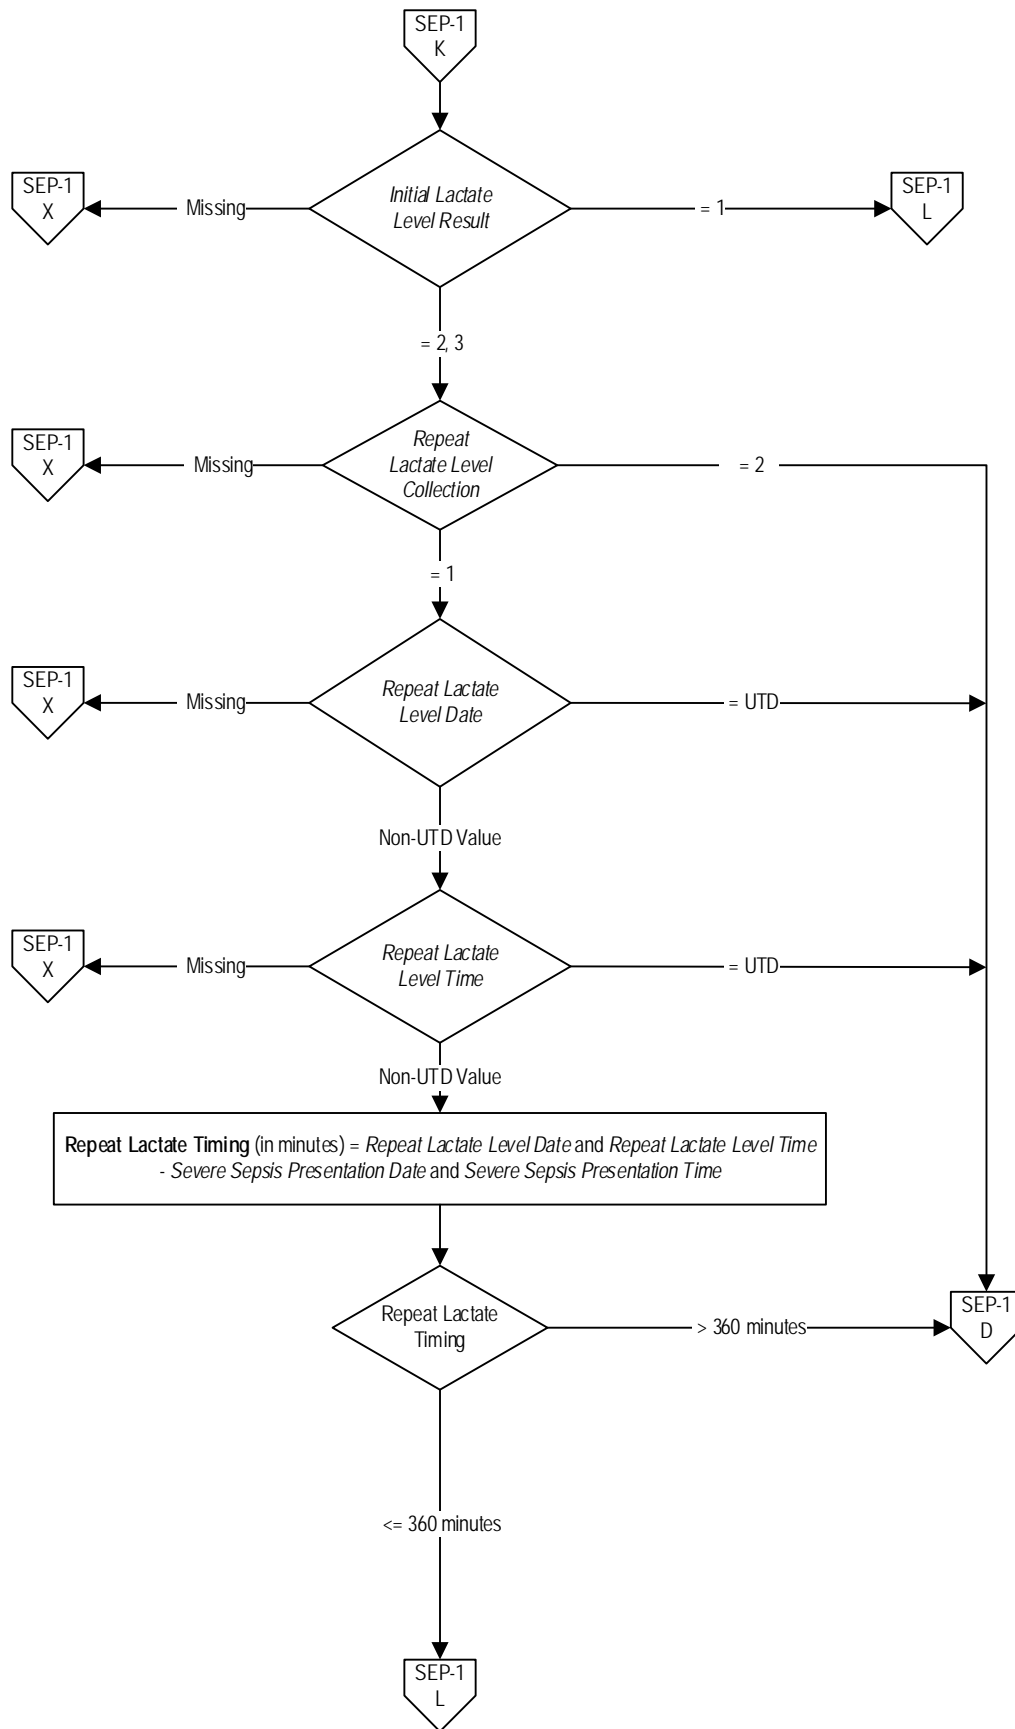 SEP-1
K
SEP-1
X
Missing
Initial Lactate
Level Result
= 1
SEP-1
L
= 2, 3
SEP-1
X
Missing
Repeat
Lactate Level
Collection
= 2
= 1
SEP-1
X
Missing
Repeat Lactate
Level Date
= UTD
Non-UTD Value
SEP-1
X
Missing
Repeat Lactate
Level Time
= UTD
Non-UTD Value
Repeat Lactate Timing (in minutes) = Repeat Lactate Level Date and Repeat Lactate Level Time
- Severe Sepsis Presentation Date and Severe Sepsis Presentation Time
Repeat Lactate
Timing
> 360 minutes
SEP-1
D
<= 360 minutes
SEP-1
L